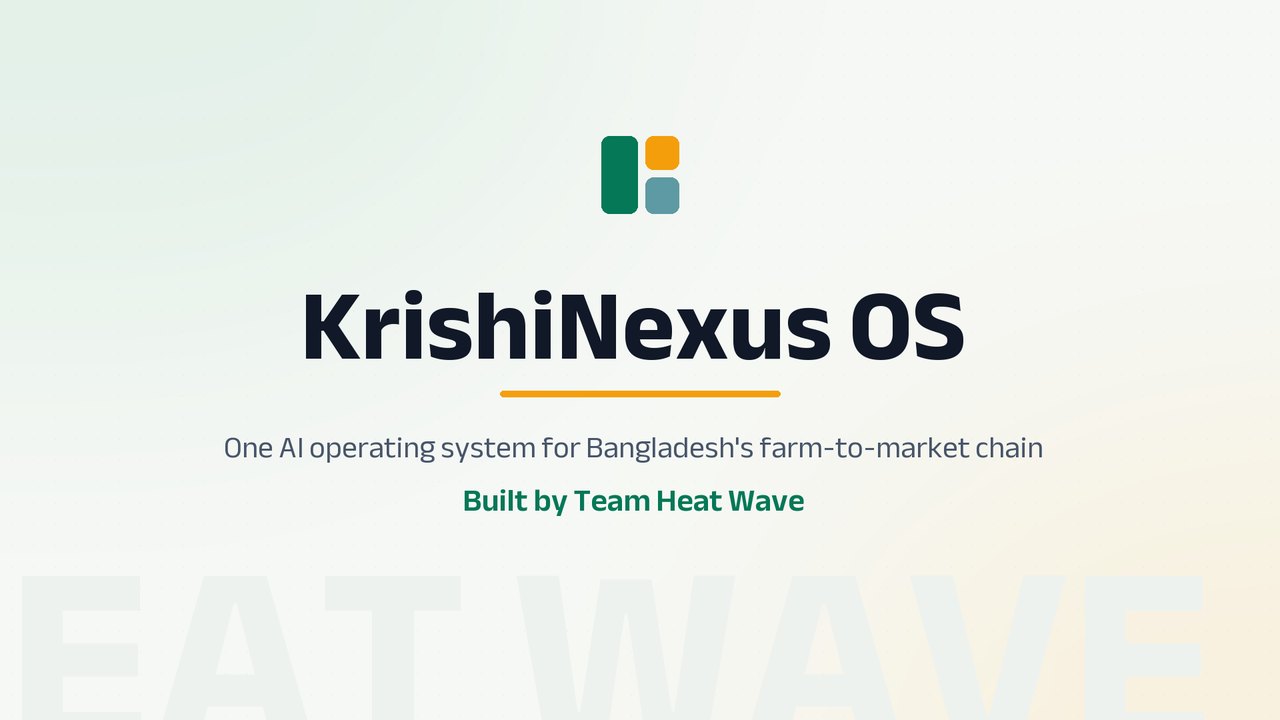 KrishiNexus OS
One AI operating system for Bangladesh's farm-to-market chain
Built by Team Heat Wave
EAT WAVE